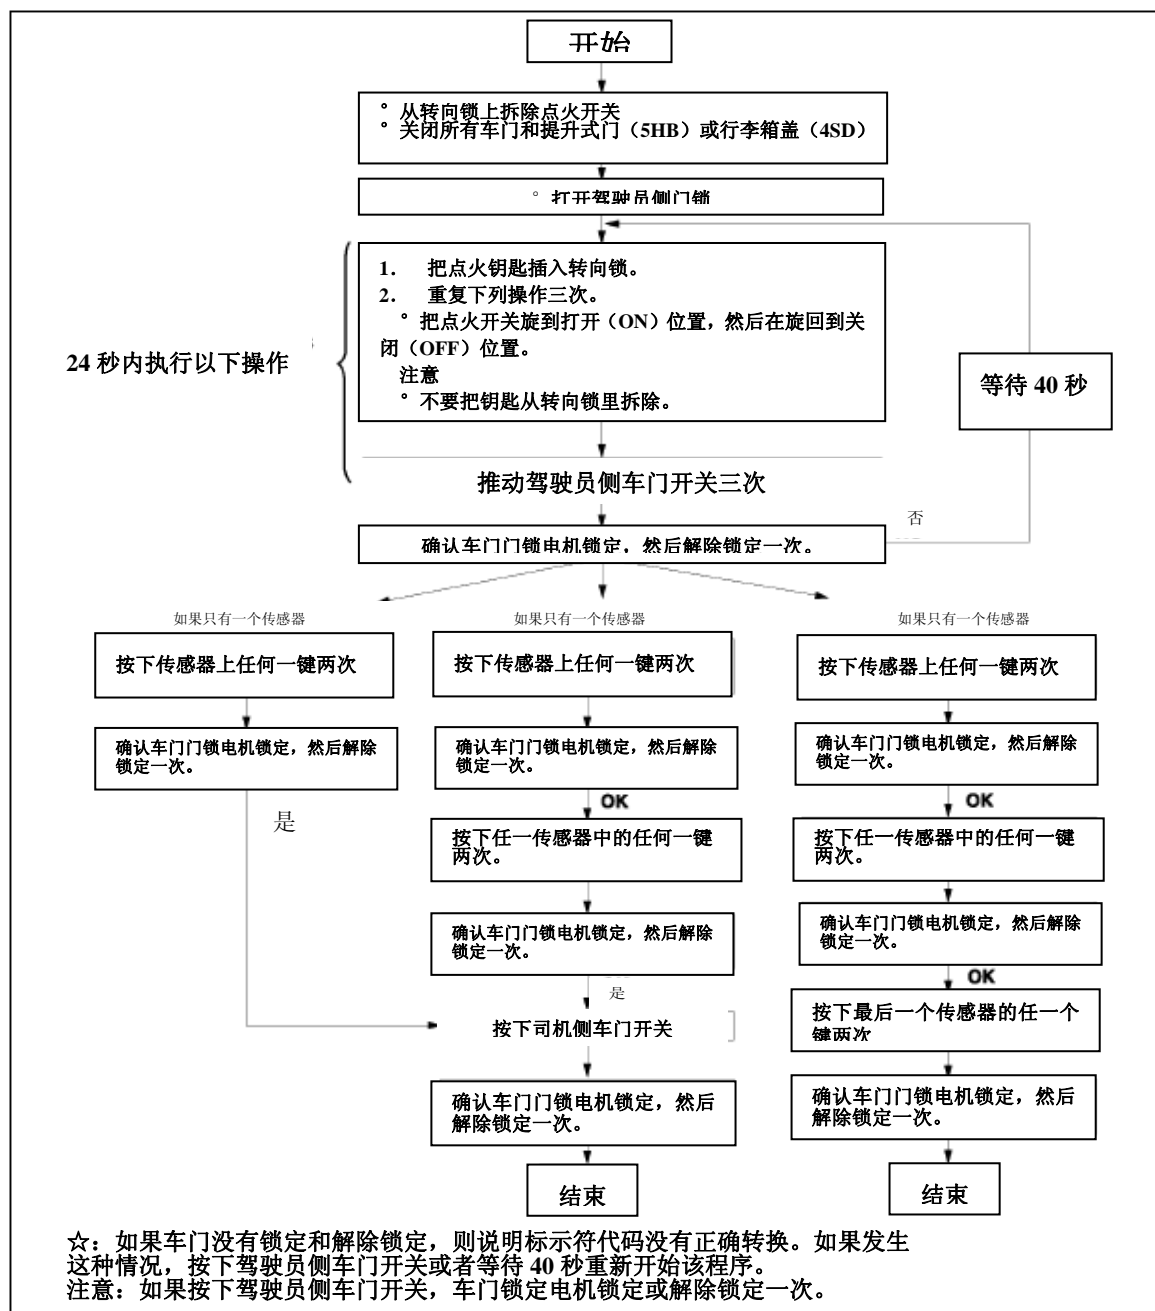 开始
° 从转向锁上拆除点火开关
° 关闭所有车门和提升式门（5HB）或行李箱盖（4SD）
° 打开驾驶员侧门锁
1. 把点火钥匙插入转向锁。
2. 重复下列操作三次。
° 把点火开关旋到打开（ON）位置，然后在旋回到关
闭（OFF）位置。
注意
° 不要把钥匙从转向锁里拆除。
24 秒内执行以下操作
等待 40 秒
推动驾驶员侧车门开关三次
否
确认车门门锁电机锁定，然后解除锁定一次。
如果只有一个传感器
按下传感器上任何一键两次
确认车门门锁电机锁定，然后解除
锁定一次。
是
如果只有一个传感器
按下传感器上任何一键两次
确认车门门锁电机锁定，然后解除
锁定一次。
OK
按下任一传感器中的任何一键
两次。
确认车门门锁电机锁定，然后解除
锁定一次。
是
按下司机侧车门开关
确认车门门锁电机锁定，然后
解除锁定一次。
结束
如果只有一个传感器
按下传感器上任何一键两次
确认车门门锁电机锁定，然后解除
锁定一次。
OK
按下任一传感器中的任何一键
两次。
确认车门门锁电机锁定，然后解除
锁定一次。
OK
按下最后一个传感器的任一个
键两次
确认车门门锁电机锁定，然后
解除锁定一次。
结束
☆：如果车门没有锁定和解除锁定，则说明标示符代码没有正确转换。如果发生
这种情况，按下驾驶员侧车门开关或者等待 40 秒重新开始该程序。
注意：如果按下驾驶员侧车门开关，车门锁定电机锁定或解除锁定一次。